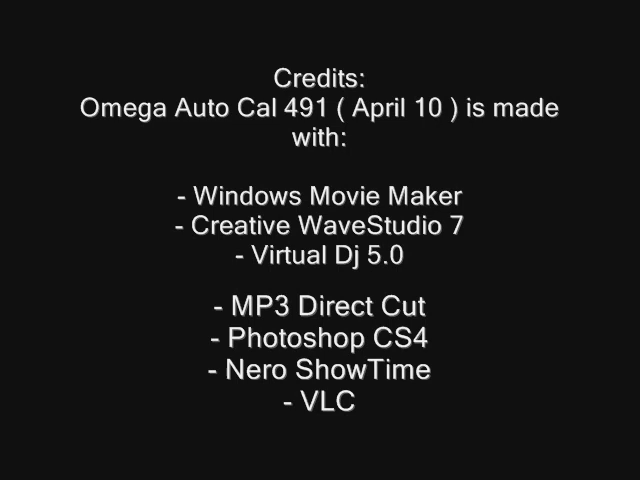 Credits:
Omega Auto Cal 491 ( April 10 ) is made
with:
- Windows Movie Maker
- Creative WaveStudio 7
- Virtual Dj 5.0
- MP3 Direct Cut
- Photoshop CS4
- Nero ShowTime
- VLC